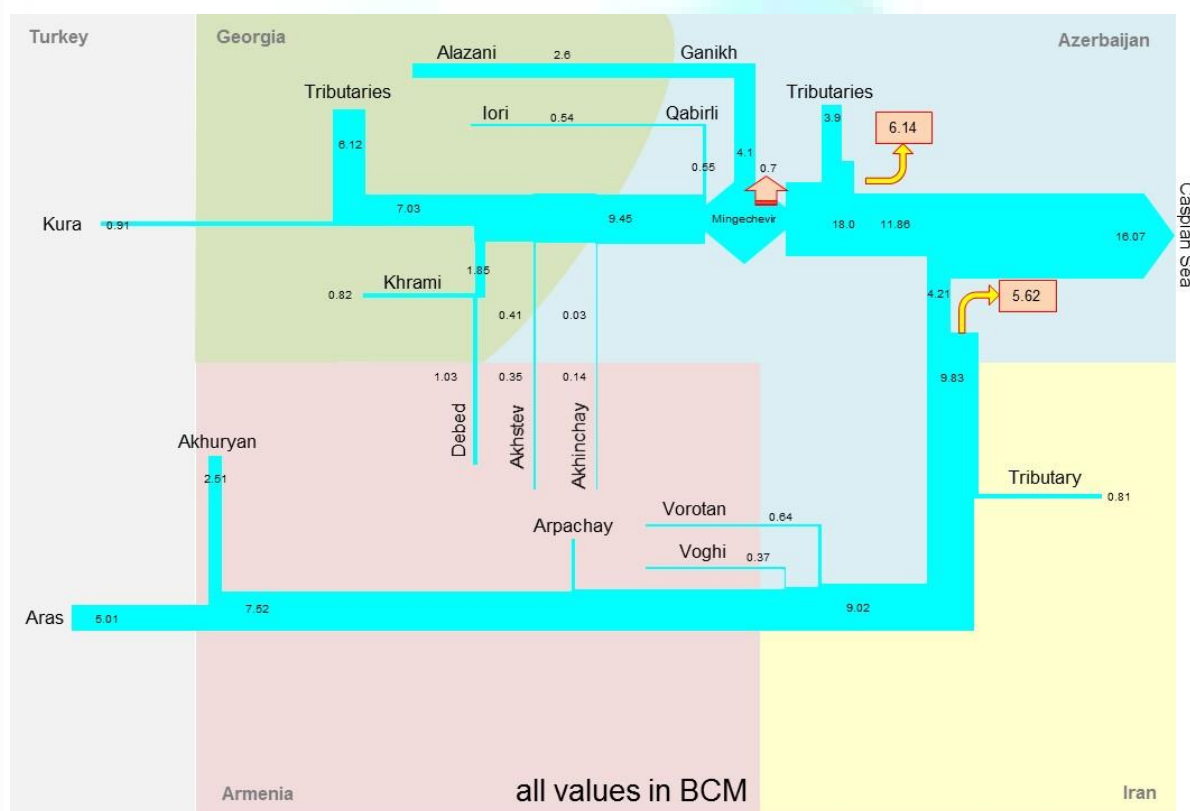 Turkey
Georgia
Azerbaijan
Alazani 2.6 Ganikh
Tributaries
Tributaries
Iori 0.54 Qabirli
3.9
6.14
6.12
4.1
0.7
0.55
Kura 0.91
7.03
9.45
Mingechevir
18.0 11.86
16.07
Caspian Sea
1.85
Khrami
0.82
0.41
0.03
4.21
5.62
1.03
0.35
0.14
9.83
Debed
Akhstev
Akhinchay
Akhuryan
2.51
Tributary 0.81
Arpachay
Vorotan 0.64
Voghi 0.37
Aras 5.01
7.52
9.02
Armenia
all values in BCM
Iran